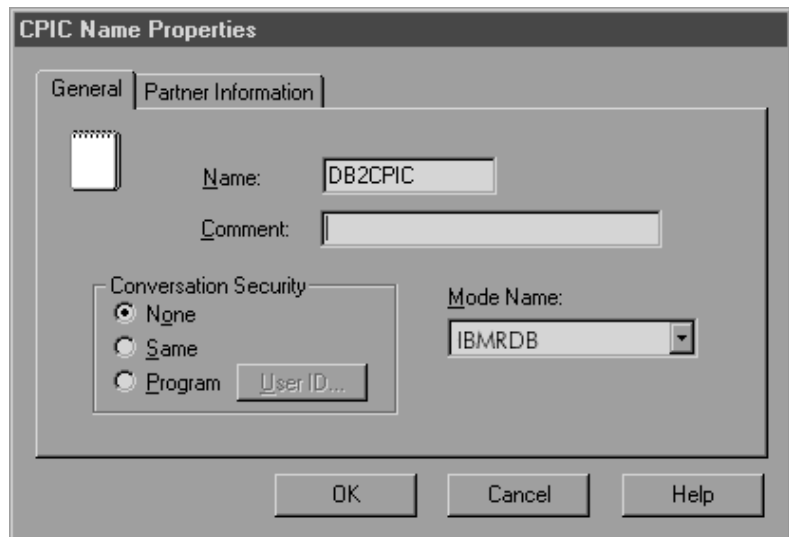 CPIC Name Properties
General Partner Information
Name: DB2CPIC
Comment:
Conversation Security
None
Same
Program User ID...
Mode Name:
IBMRDB
OK Cancel Help